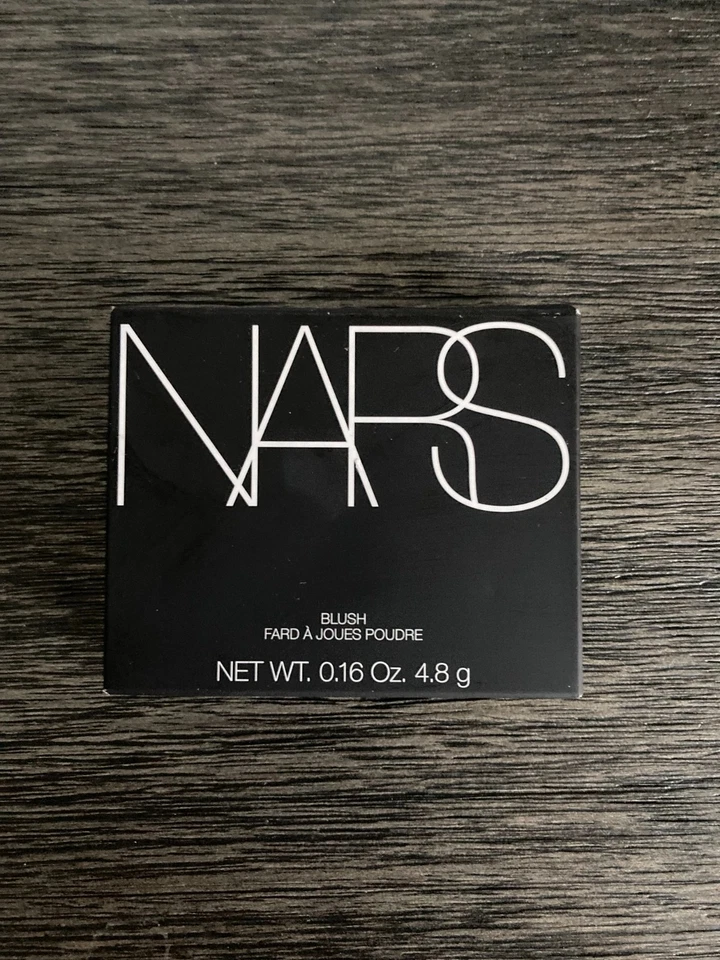 NARS
BLUSH
FARD À JOUES POUDRE
NET WT. 0.16 Oz. 4.8 g